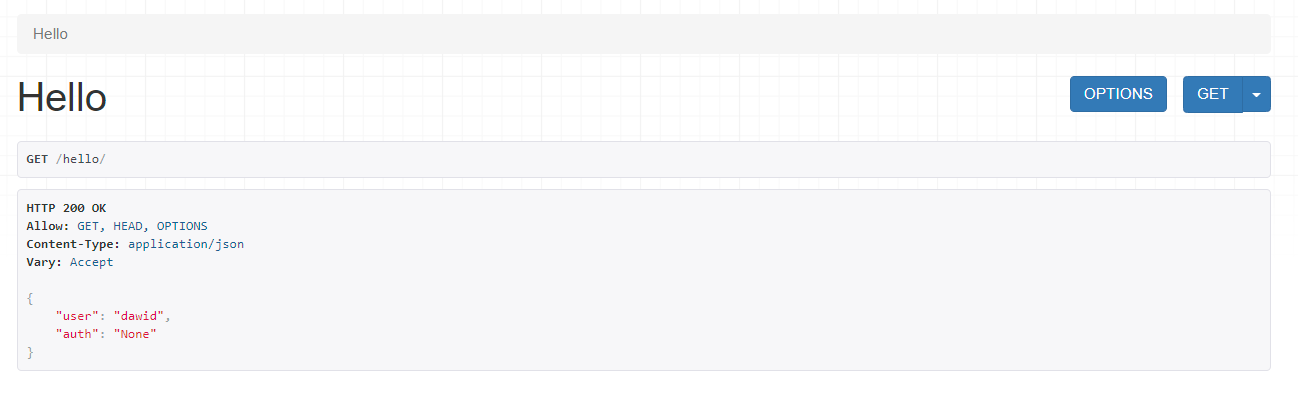 Hello
Hello
OPTIONS GET
GET /hello/
HTTP 200 OK
Allow: GET, HEAD, OPTIONS
Content-Type: application/json
Vary: Accept
{
"user": "dawid",
"auth": "None"
}